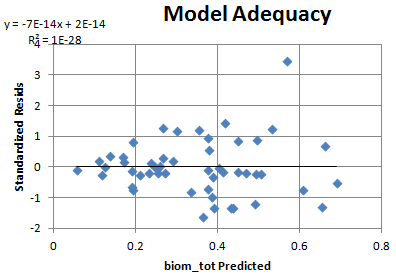 Model Adequacy
y = -7E-14x + 2E-14
R² = 1E-28
4
3
2
1
0
-1
-2
Standardized Resids
0
0.2
0.4
0.6
0.8
biom_tot Predicted